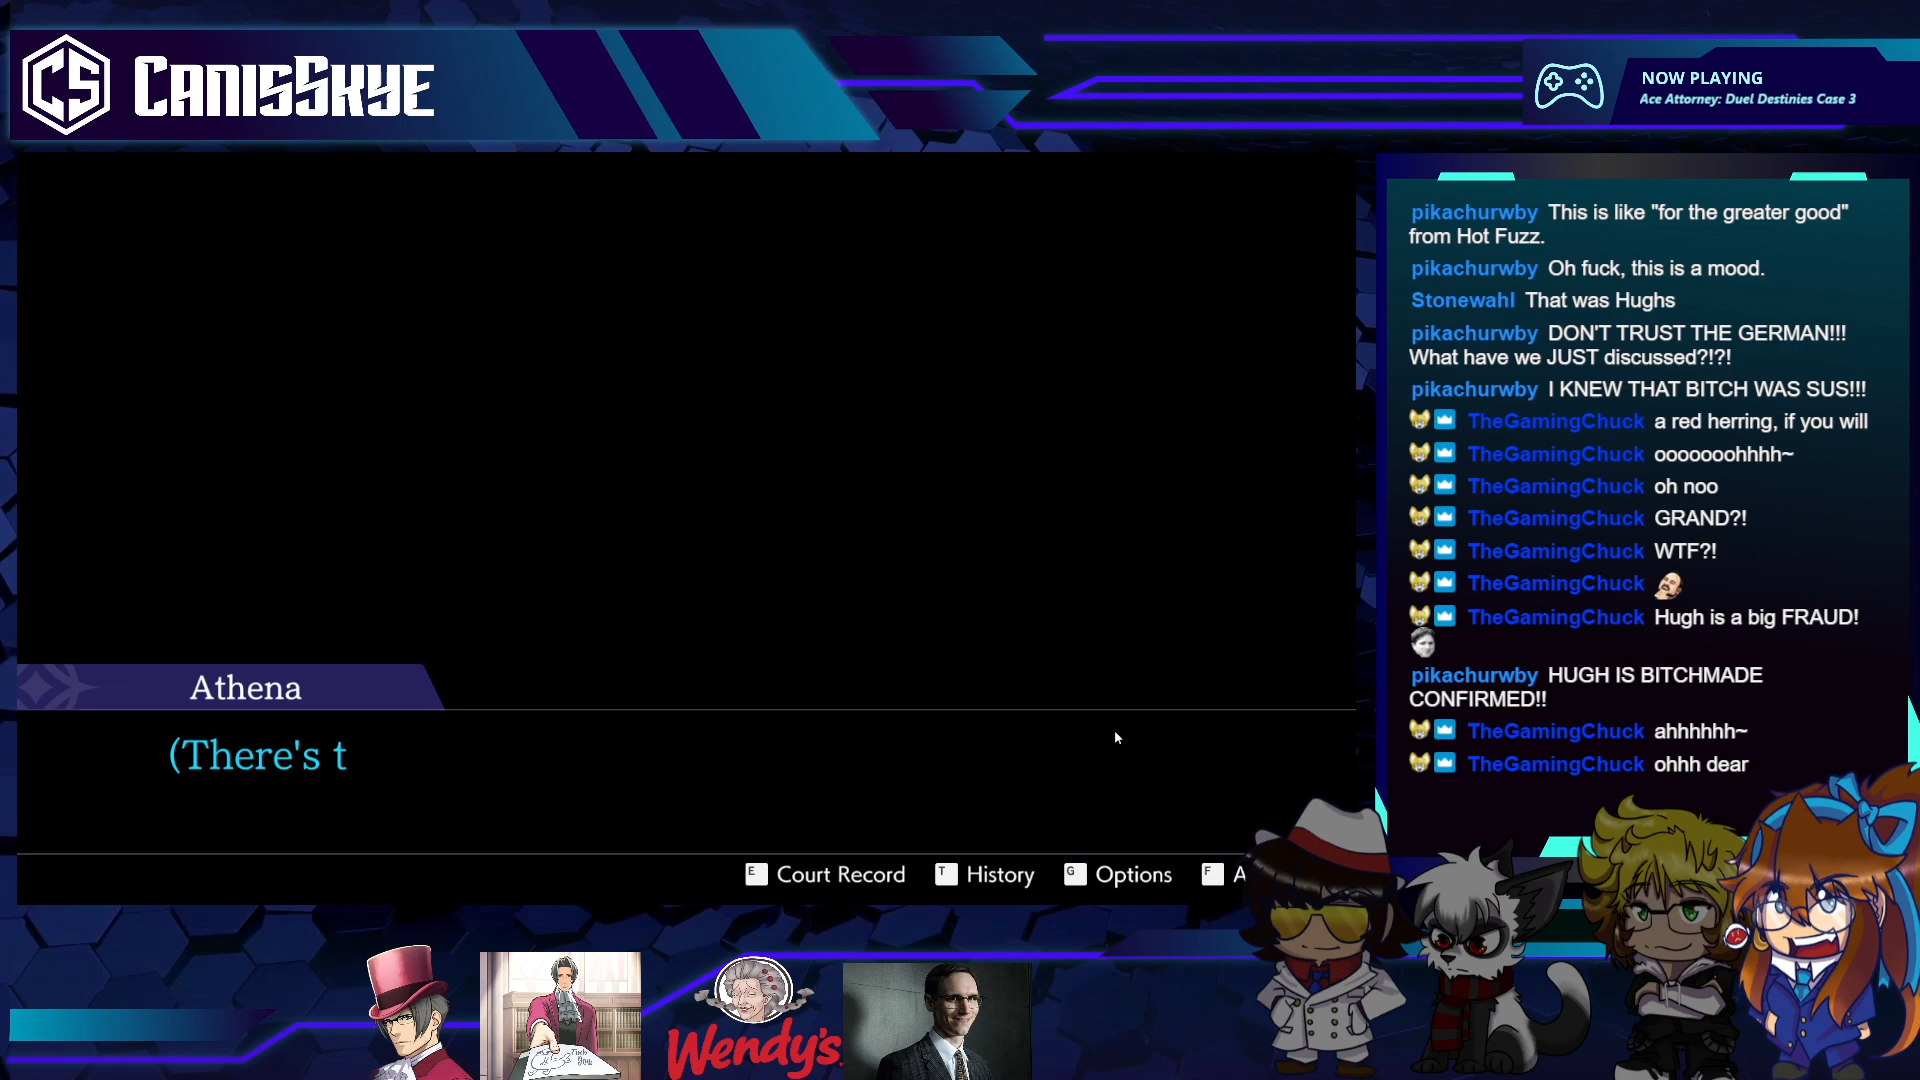 CS CANISSKYE
NOW PLAYING
Ace Attorney: Duel Destinies Case 3
pikachurwby This is like "for the greater good"
from Hot Fuzz.
pikachurwby Oh fuck, this is a mood.
Stonewahl That was Hughs
pikachurwby DON'T TRUST THE GERMAN!!!
What have we JUST discussed?!?!
pikachurwby I KNEW THAT BITCH WAS SUS!!!
TheGamingChuck a red herring, if you will
TheGamingChuck ooooooohhhh~
TheGamingChuck oh noo
TheGamingChuck GRAND?!
TheGamingChuck WTF?!
TheGamingChuck
TheGamingChuck Hugh is a big FRAUD!
pikachurwby HUGH IS BITCHMADE
CONFIRMED!!
TheGamingChuck ahhhhhh~
TheGamingChuck ohhh dear
Athena
(There's t
E Court Record T History G Options F A
Fuck
You
Wendy's